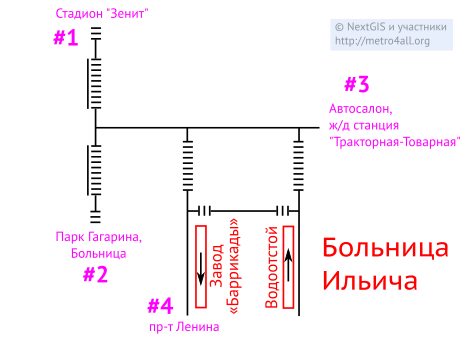 Стадион "Зенит"
#1
© NextGIS и участники
http://metro4all.org
#3
Автосалон,
ж/д станция
"Тракторная-Товарная"
Парк Гагарина,
Больница
#2
#4
пр-т Ленина
Завод
«Баррикады»
Водоотстой
Больница
Ильича